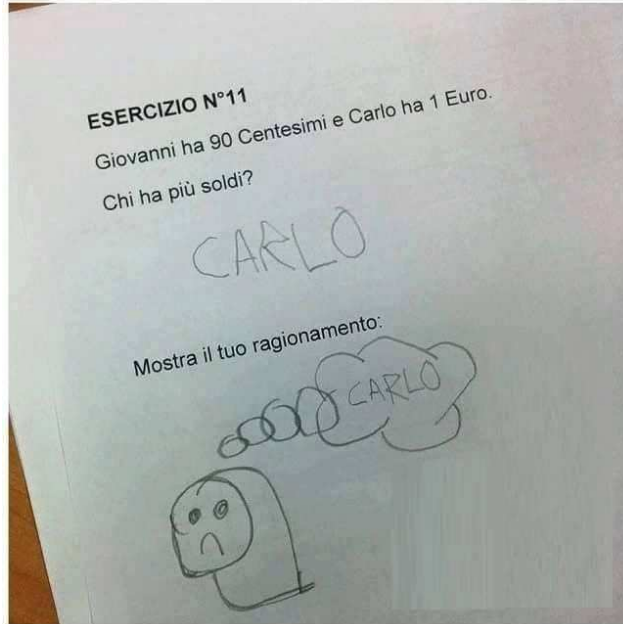 ESERCIZIO N°11
Giovanni ha 90 Centesimi e Carlo ha 1 Euro.
Chi ha più soldi?
CARLO
Mostra il tuo ragionamento:
CARLO